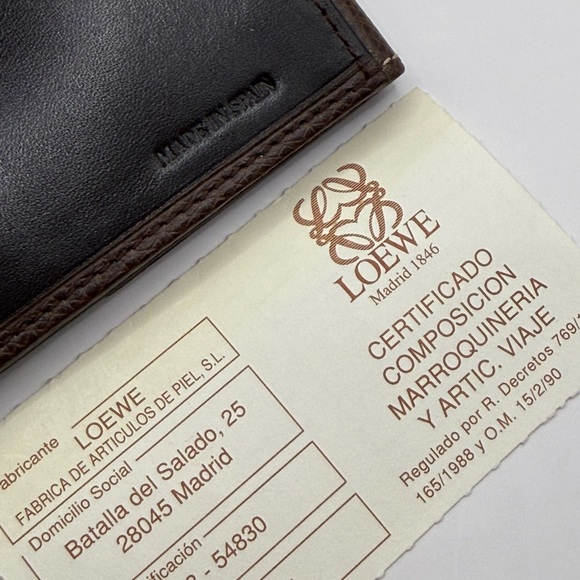 MADE IN SPAIN
LOEWE
Madrid 1846
CERTIFICADO
COMPOSICION
MARROQUINERIA
Y ARTIC. VIAJE
Regulado por R. Decretos 769/
165/1988 y O.M. 15/2/90
abricante
LOEWE
FABRICA DE ARTICULOS DE PIEL, S.L.
Domicilio Social
Batalla del Salado, 25
28045 Madrid
ntificación
- 54830